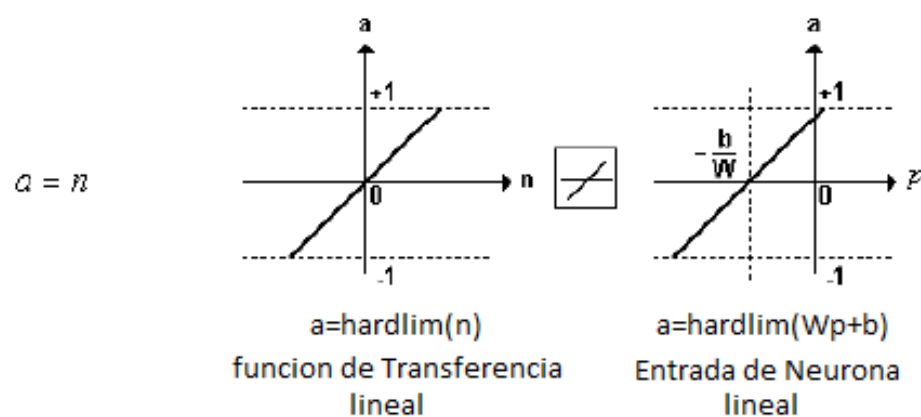 a = n
a
+1
0
n
-1
a=hardlim(n)
funcion de Transferencia
lineal
a
+1
-b/W
0
p
-1
a=hardlim(Wp+b)
Entrada de Neurona
lineal